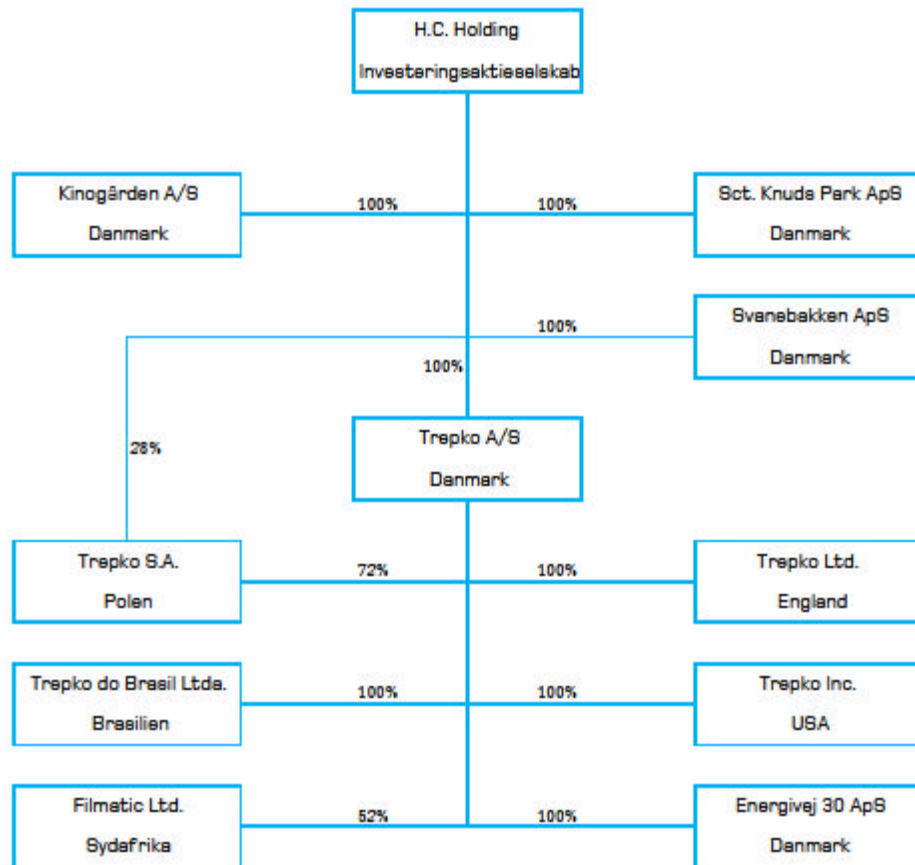 H.C. Holding
Investeringsaktieselskab
Kinogården A/S
Danmark
100%
100%
Sct. Knuds Park ApS
Danmark
100%
Svanebakken ApS
Danmark
100%
28%
Trepko A/S
Danmark
Trepko S.A.
Polen
72%
100%
Trepko Ltd.
England
Trepko do Brasil Ltda.
Brasilien
100%
100%
Trepko Inc.
USA
Filmatic Ltd.
Sydafrika
52%
100%
Energivej 30 ApS
Danmark